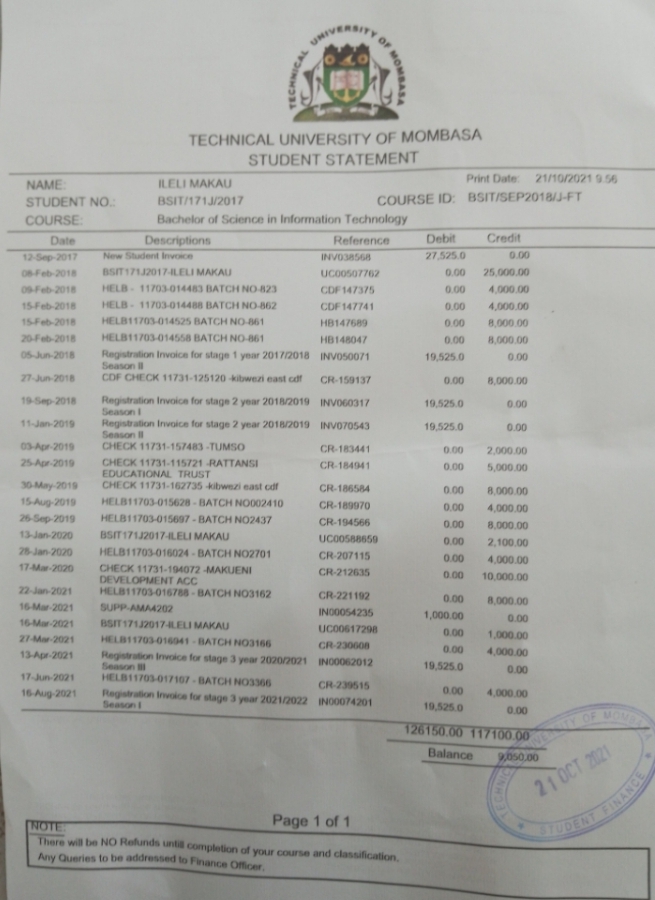 TECHNICAL UNIVERSITY OF MOMBASA
TECHNICAL UNIVERSITY OF MOMBASA
STUDENT STATEMENT
NAME: ILELI MAKAU Print Date: 21/10/2021 9.56
STUDENT NO.: BSIT/171J/2017 COURSE ID: BSIT/SEP2018/J-FT
COURSE: Bachelor of Science in Information Technology
Date Descriptions Reference Debit Credit
12-Sep-2017 New Student Invoice INV038568 27,525.0 0.00
08-Feb-2018 BSIT171J2017-ILELI MAKAU UC00507762 0.00 25,000.00
09-Feb-2018 HELB - 11703-014483 BATCH NO-823 CDF147375 0.00 4,000.00
15-Feb-2018 HELB - 11703-014488 BATCH NO-862 CDF147741 0.00 4,000.00
15-Feb-2018 HELB11703-014525 BATCH NO-861 HB147689 0.00 8,000.00
20-Feb-2018 HELB11703-014558 BATCH NO-861 HB148047 0.00 8,000.00
05-Jun-2018 Registration Invoice for stage 1 year 2017/2018 INV050071 19,525.0 0.00
Season II
27-Jun-2018 CDF CHECK 11731-125120 -kibwezi east cdf CR-159137 0.00 8,000.00
19-Sep-2018 Registration Invoice for stage 2 year 2018/2019 INV060317 19,525.0 0.00
Season I
11-Jan-2019 Registration Invoice for stage 2 year 2018/2019 INV070543 19,525.0 0.00
Season II
03-Apr-2019 CHECK 11731-157483 -TUMSO CR-183441 0.00 2,000.00
25-Apr-2019 CHECK 11731-115721 -RATTANSI CR-184941 0.00 5,000.00
EDUCATIONAL TRUST
30-May-2019 CHECK 11731-162735 -kibwezi east cdf CR-186584 0.00 8,000.00
15-Aug-2019 HELB11703-015628 - BATCH NO002410 CR-189970 0.00 4,000.00
26-Sep-2019 HELB11703-015697 - BATCH NO2437 CR-194566 0.00 8,000.00
13-Jan-2020 BSIT171J2017-ILELI MAKAU UC00588659 0.00 2,100.00
28-Jan-2020 HELB11703-016024 - BATCH NO2701 CR-207115 0.00 4,000.00
17-Mar-2020 CHECK 11731-194072 -MAKUENI CR-212635 0.00 10,000.00
DEVELOPMENT ACC
22-Jan-2021 HELB11703-016788 - BATCH NO3162 CR-221192 0.00 8,000.00
16-Mar-2021 SUPP-AMA4202 IN00054235 1,000.00 0.00
16-Mar-2021 BSIT171J2017-ILELI MAKAU UC00617298 0.00 1,000.00
27-Mar-2021 HELB11703-016941 - BATCH NO3166 CR-230608 0.00 4,000.00
13-Apr-2021 Registration Invoice for stage 3 year 2020/2021 IN00062012 19,525.0 0.00
Season III
17-Jun-2021 HELB11703-017107 - BATCH NO3366 CR-239515 0.00 4,000.00
16-Aug-2021 Registration Invoice for stage 3 year 2021/2022 IN00074201 19,525.0 0.00
Season I
126150.00 117100.00
Balance 9,050.00
TECHNICAL UNIVERSITY OF MOMBASA
21 OCT 2021
STUDENT FINANCE
Page 1 of 1
NOTE:
There will be NO Refunds until completion of your course and classification.
Any Queries to be addressed to Finance Officer.